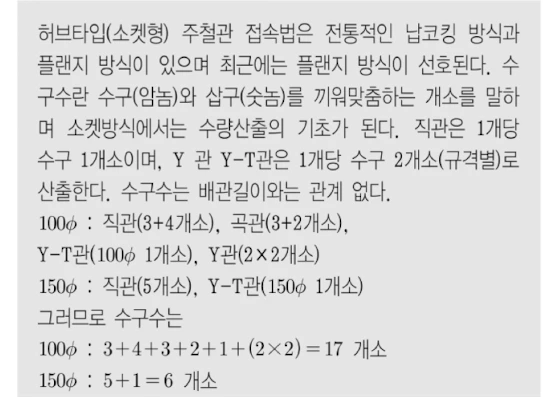 허브타입(소켓형) 주철관 접속법은 전통적인 납코킹 방식과
플랜지 방식이 있으며 최근에는 플랜지 방식이 선호된다. 수
구수란 수구(암놈)와 삽구(숫놈)를 끼워맞춤하는 개소를 말하
며 소켓방식에서는 수량산출의 기초가 된다. 직관은 1개당
수구 1개소이며, Y 관 Y-T관은 1개당 수구 2개소(규격별)로
산출한다. 수구수는 배관길이와는 관계 없다.
100ϕ : 직관(3+4개소), 곡관(3+2개소),
Y-T관(100ϕ 1개소), Y관(2×2개소)
150ϕ : 직관(5개소), Y-T관(150ϕ 1개소)
그러므로 수구수는
100ϕ : 3+4+3+2+1+(2×2)=17 개소
150ϕ : 5+1=6 개소